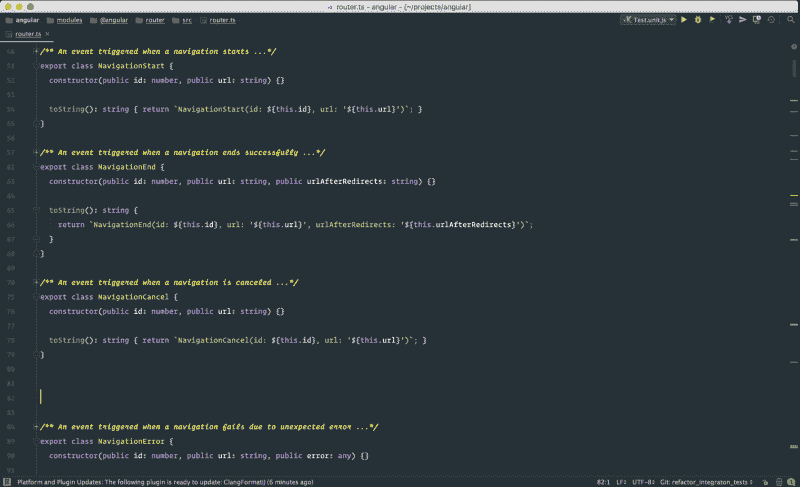 router.ts - angular - [~/projects/angular]
angular modules @angular router src router.ts Test.unit.js
router.ts ×
/** An event triggered when a navigation starts ...*/
export class NavigationStart {
52 constructor(public id: number, public url: string) {}
54 toString(): string { return `NavigationStart(id: ${this.id}, url: '${this.url}')`; }
55 }
56
57 /** An event triggered when a navigation ends successfully ...*/
62 export class NavigationEnd {
63 constructor(public id: number, public url: string, public urlAfterRedirects: string) {}
64
65 toString(): string {
66 return `NavigationEnd(id: ${this.id}, url: '${this.url}', urlAfterRedirects: '${this.urlAfterRedirects}')`;
67 }
68 }
69
70 /** An event triggered when a navigation is canceled ...*/
75 export class NavigationCancel {
76 constructor(public id: number, public url: string) {}
77
78 toString(): string { return `NavigationCancel(id: ${this.id}, url: '${this.url}')`; }
79 }
80
83
84 /** An event triggered when a navigation fails due to unexpected error ...*/
89 export class NavigationError {
90 constructor(public id: number, public url: string, public error: any) {}
91
Platform and Plugin Updates: The following plugin is ready to update: ClangFormatIJ (6 minutes ago) 82:1 LF÷ UTF-8÷ Git: refactor_integraton_tests ÷